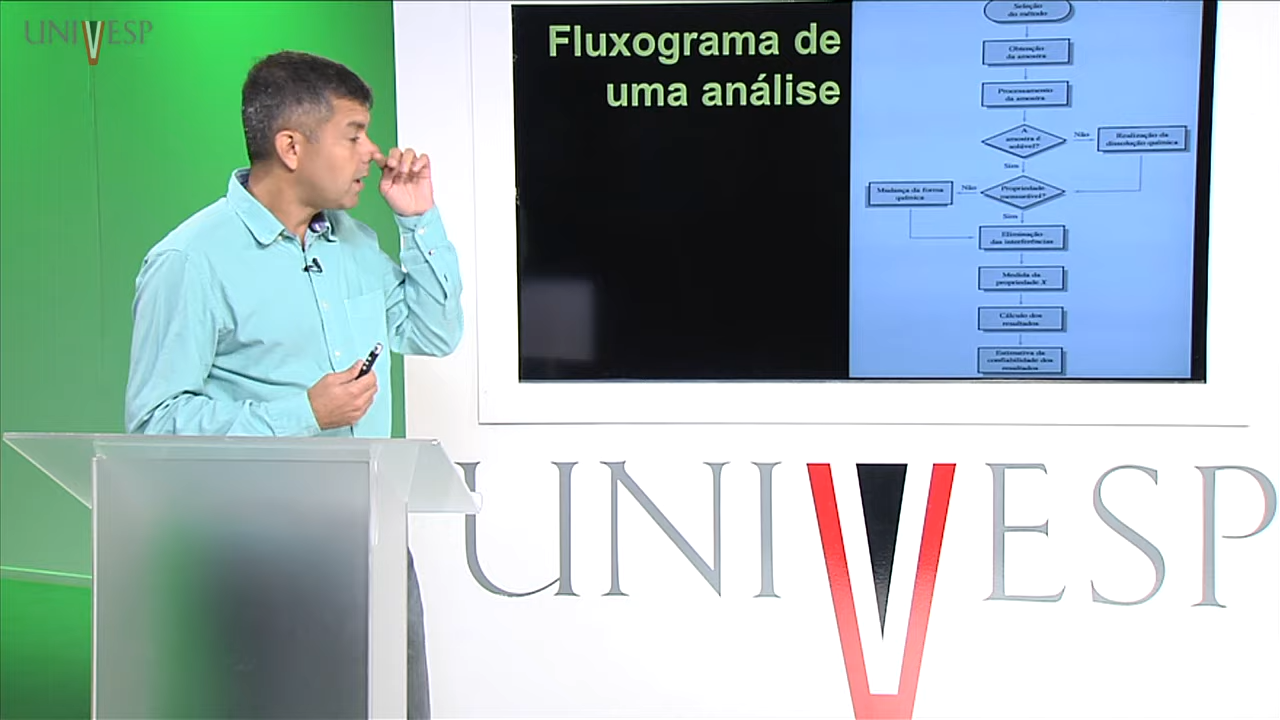 UNIVESP
Fluxograma de
uma análise
Seleção
do método
Obtenção
da amostra
Processamento
da amostra
A
amostra é
solúvel?
Não
Realização da
dissolução química
Sim
Mudança da forma
química
Não
Propriedade
mensurável?
Sim
Eliminação
das interferências
Medida da
propriedade X
Cálculo dos
resultados
Estimativa da
confiabilidade dos
resultados
UNIVESP